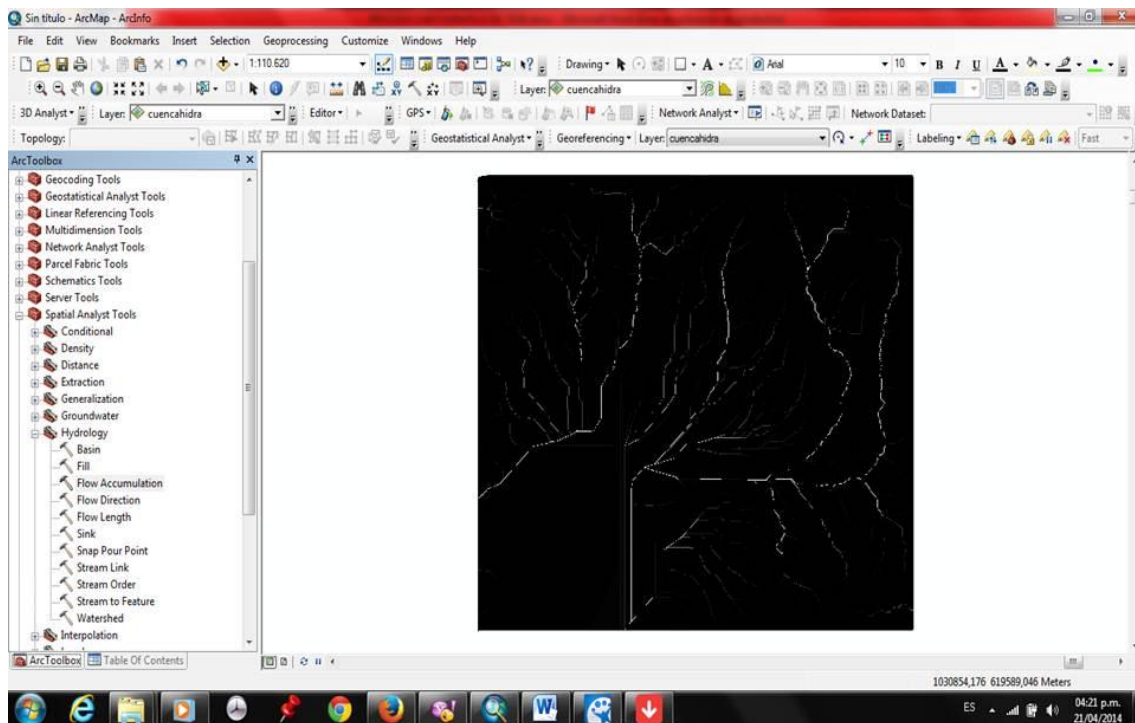 Sin título - ArcMap - ArcInfo
File Edit View Bookmarks Insert Selection Geoprocessing Customize Windows Help
1:110.620 Drawing Arial 10 B I U A
Layer: cuencahidra
3D Analyst Layer: cuencahidra Editor GPS Network Analyst Network Dataset:
Topology: Geostatistical Analyst Georeferencing Layer: cuencahidra Labeling Fast
ArcToolbox
Geocoding Tools
Geostatistical Analyst Tools
Linear Referencing Tools
Multidimension Tools
Network Analyst Tools
Parcel Fabric Tools
Schematics Tools
Server Tools
Spatial Analyst Tools
Conditional
Density
Distance
Extraction
Generalization
Groundwater
Hydrology
Basin
Fill
Flow Accumulation
Flow Direction
Flow Length
Sink
Snap Pour Point
Stream Link
Stream Order
Stream to Feature
Watershed
Interpolation
ArcToolbox Table Of Contents
1030854,176 619589,046 Meters
ES 04:21 p.m.
21/04/2014